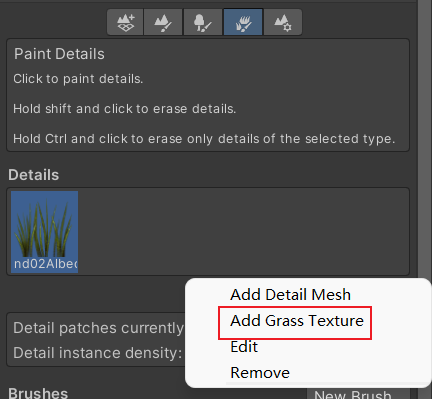 Paint Details
Click to paint details.
Hold shift and click to erase details.
Hold Ctrl and click to erase only details of the selected type.
Details
nd02Albec
Add Detail Mesh
Add Grass Texture
Edit
Remove
Detail patches currently
Detail instance density:
Brushes
New Brush